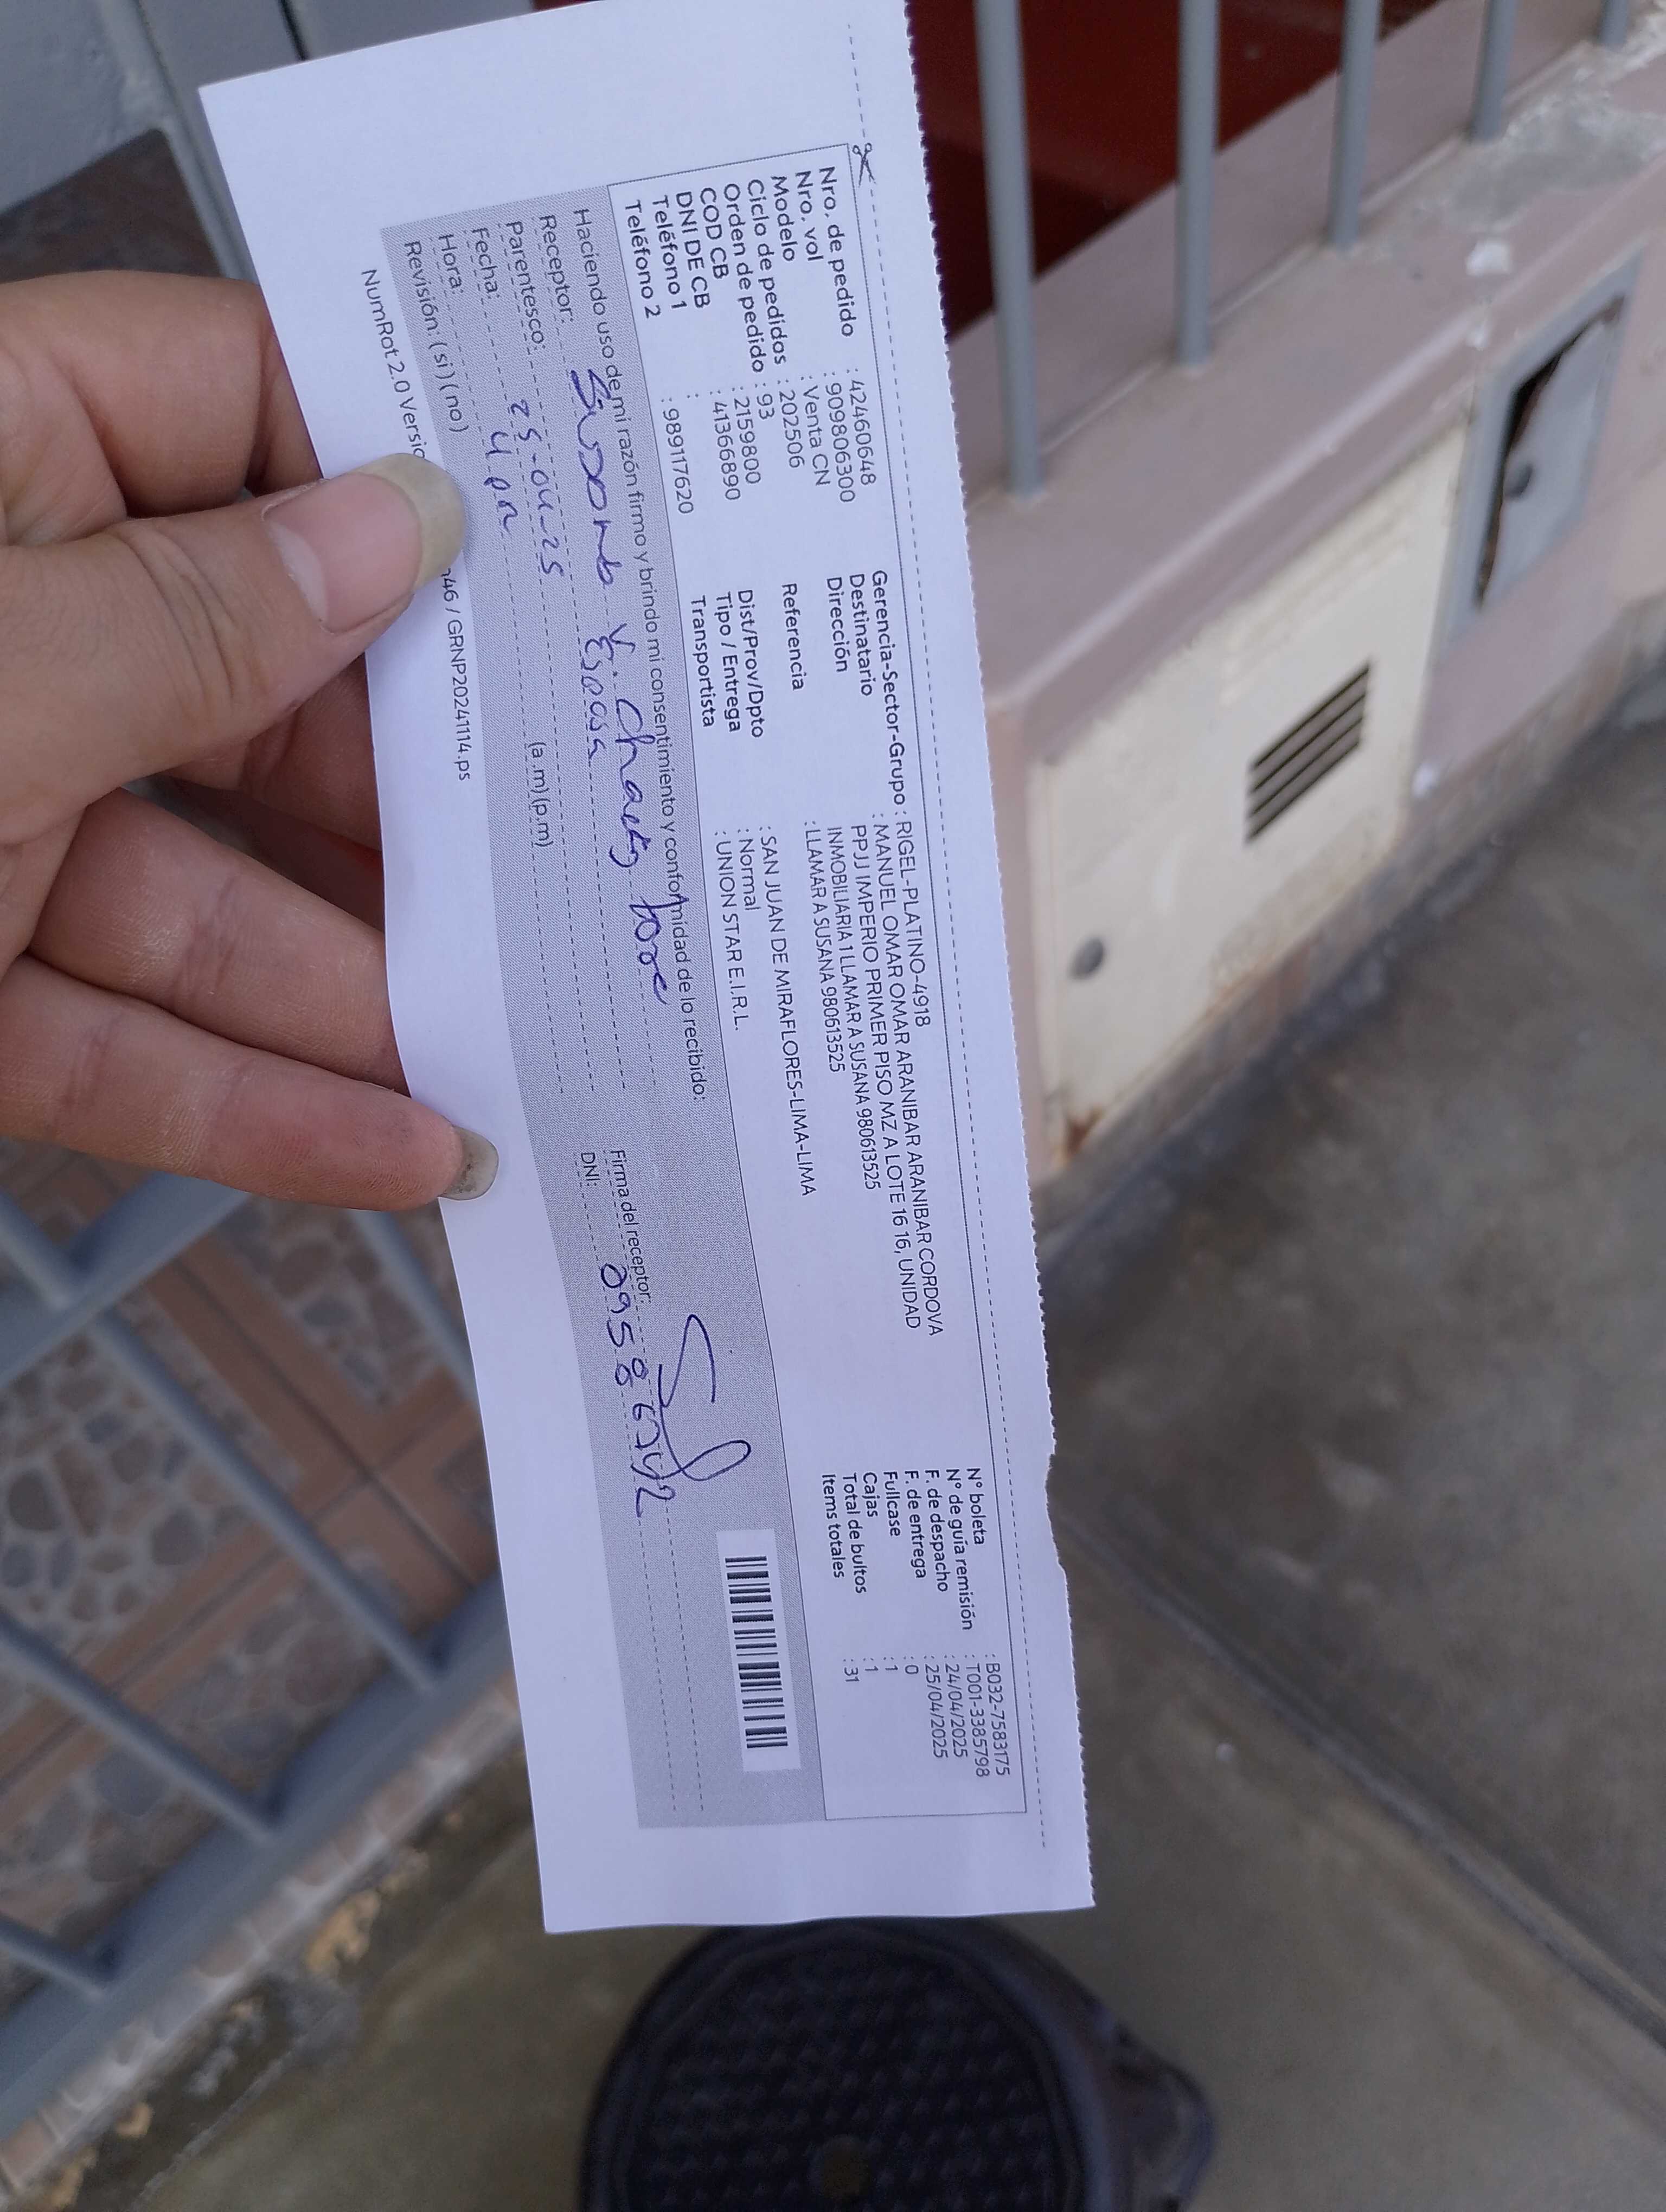 Nro. de pedido : 42460648
Nro. vol : 909806300
Modelo : Venta CN
Ciclo de pedidos : 202506
Orden de pedido : 93
COD CB : 2159800
DNI DE CB : 41366890
Teléfono 1 :
Teléfono 2 : 989117620
Gerencia-Sector-Grupo : RIGEL-PLATINO-4918
Destinatario : MANUEL OMAR OMAR ARANIBAR ARANIBAR CORDOVA
Dirección PPJJ IMPERIO PRIMER PISO MZ A LOTE 16 16, UNIDAD
INMOBILIARIA 1 LLAMAR A SUSANA 980613525
Referencia : LLAMAR A SUSANA 980613525
Dist/Prov/Dpto : SAN JUAN DE MIRAFLORES-LIMA-LIMA
Tipo / Entrega : Normal
Transportista : UNION STAR E.I.R.L.
N° boleta : B032-7583175
N° de guía remisión : T001-3385798
F. de despacho : 24/04/2025
F. de entrega : 25/04/2025
Fullcase : 0
Cajas : 1
Total de bultos : 1
Items totales : 31
Haciendo uso de mi razón firmo y brindo mi consentimiento y conformidad de lo recibido:
Receptor: V.
Parentesco: Esposa
Fecha: 25-04-25
Hora: 4 pm (a.m)(p.m)
Revisión: (si) (no)
Firma del receptor:
DNI: 09586742
NumRot 2.0 Versio 146 / GRNP20241114.ps